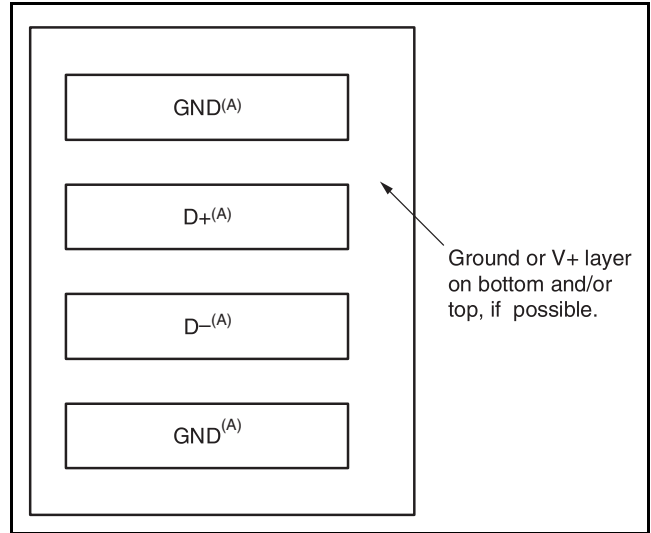 GND(A)
D+(A)
D−(A)
GND(A)
Ground or V+ layer
on bottom and/or
top, if possible.